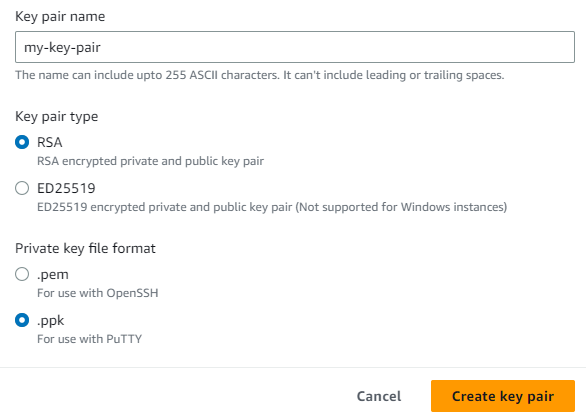 Key pair name
my-key-pair
The name can include upto 255 ASCII characters. It can't include leading or trailing spaces.
Key pair type
RSA
RSA encrypted private and public key pair
ED25519
ED25519 encrypted private and public key pair (Not supported for Windows instances)
Private key file format
.pem
For use with OpenSSH
.ppk
For use with PuTTY
Cancel
Create key pair